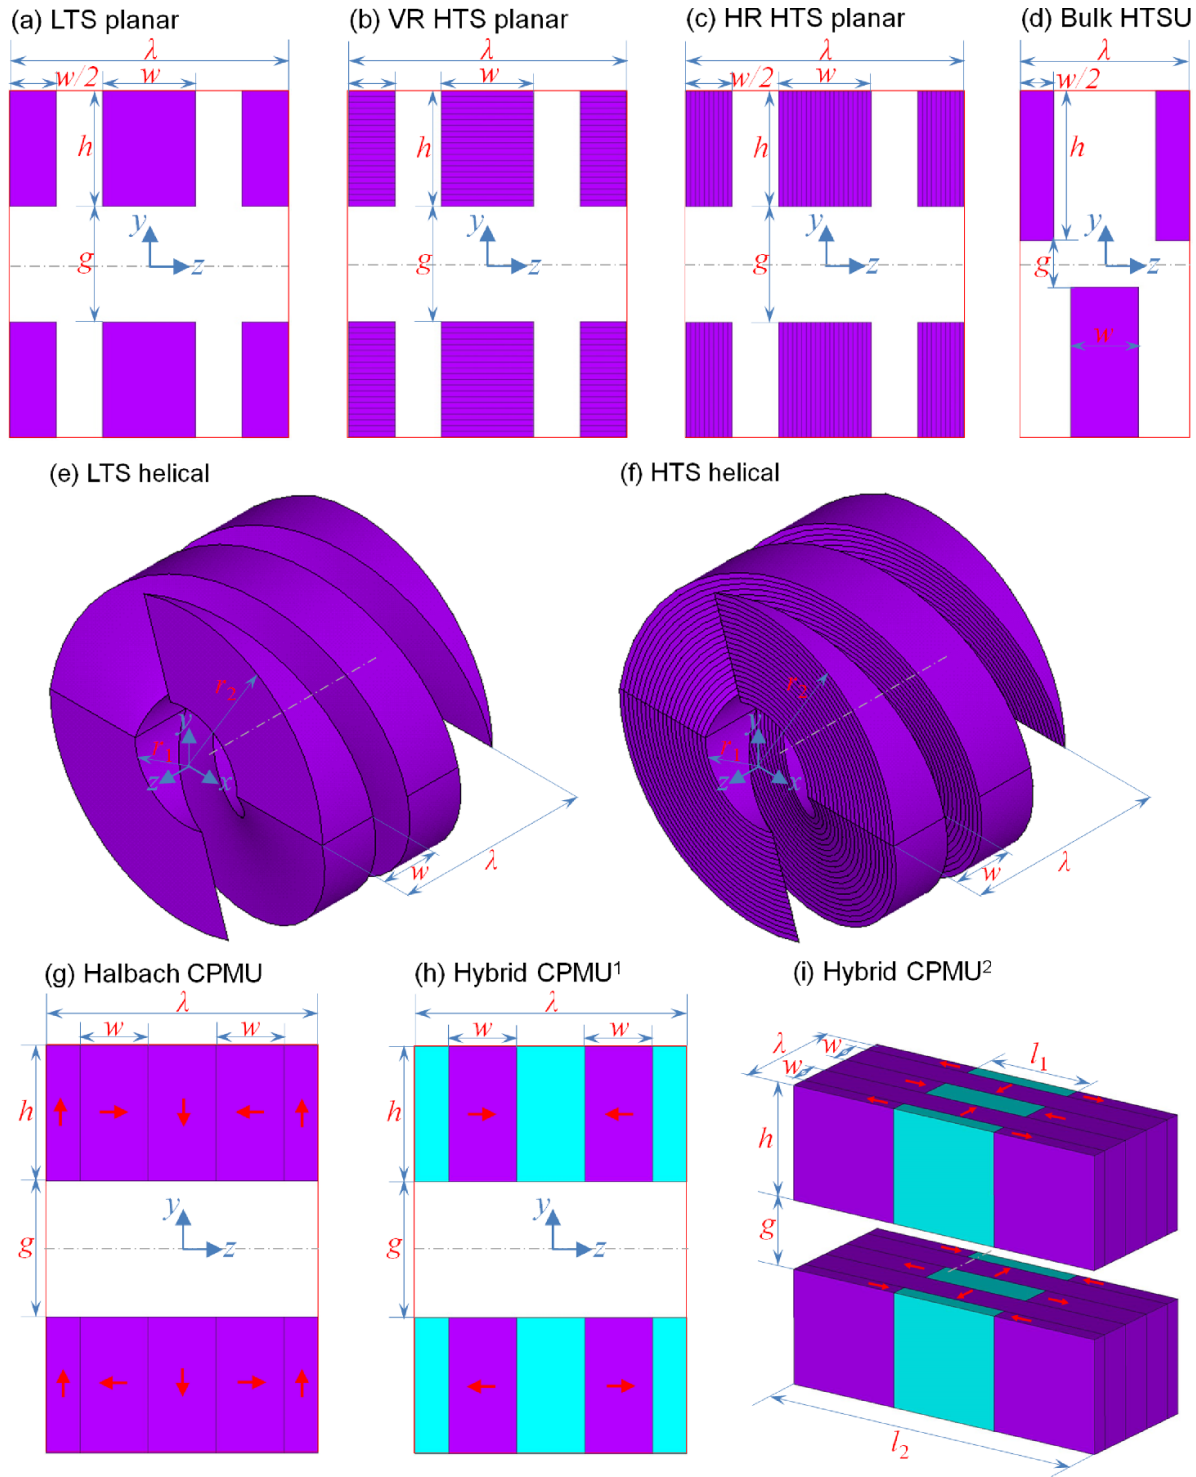 (a) LTS planar
(b) VR HTS planar
(c) HR HTS planar
(d) Bulk HTSU
λ
λ
λ
λ
w/2
w
w
w/2
w
w/2
h
h
h
h
y
z
y
z
y
z
y
z
g
g
g
g
w
(e) LTS helical
(f) HTS helical
r₂
r₁
y
z
x
w
λ
r₂
r₁
y
z
x
w
λ
(g) Halbach CPMU
(h) Hybrid CPMU¹
(i) Hybrid CPMU²
λ
w
w
h
g
y
z
λ
w
w
h
g
y
z
λ
w
w
l₁
h
g
l₂